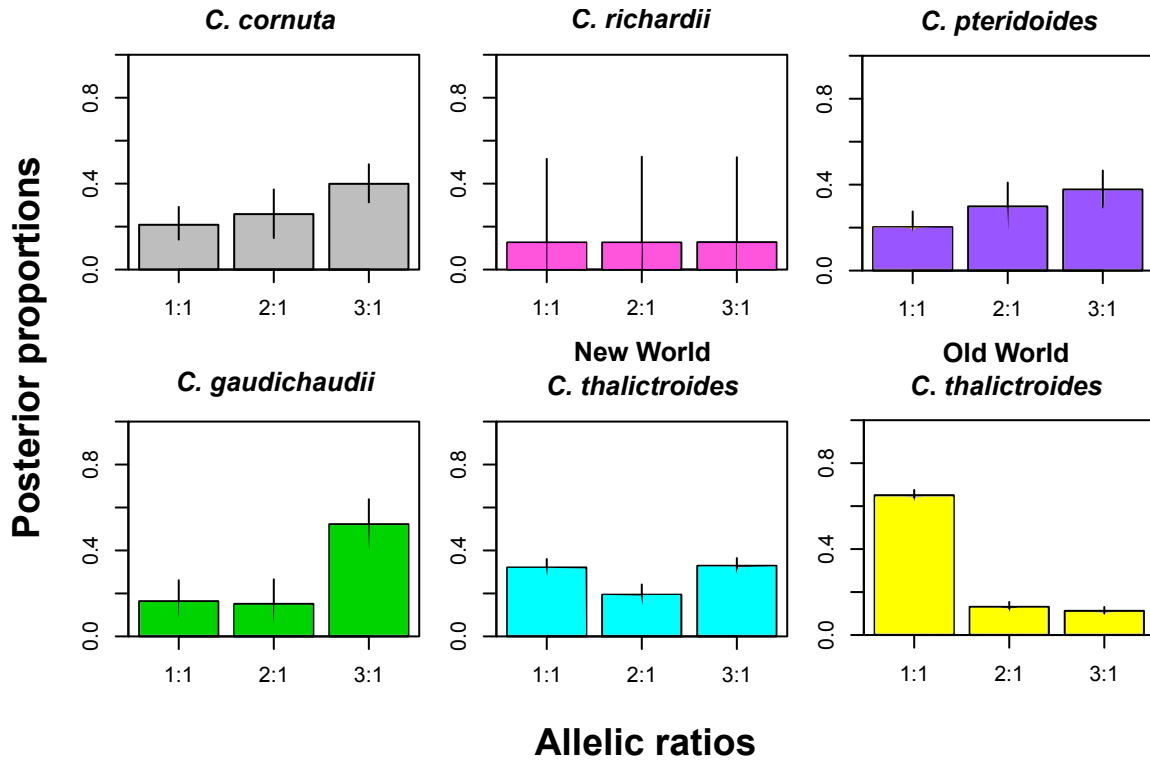 C. cornuta
C. richardii
C. pteridoides
0.0 0.4 0.8
0.0 0.4 0.8
0.0 0.4 0.8
1:1 2:1 3:1
1:1 2:1 3:1
1:1 2:1 3:1
C. gaudichaudii
New World
C. thalictroides
Old World
C. thalictroides
0.0 0.4 0.8
0.0 0.4 0.8
0.0 0.4 0.8
1:1 2:1 3:1
1:1 2:1 3:1
1:1 2:1 3:1
Posterior proportions
Allelic ratios